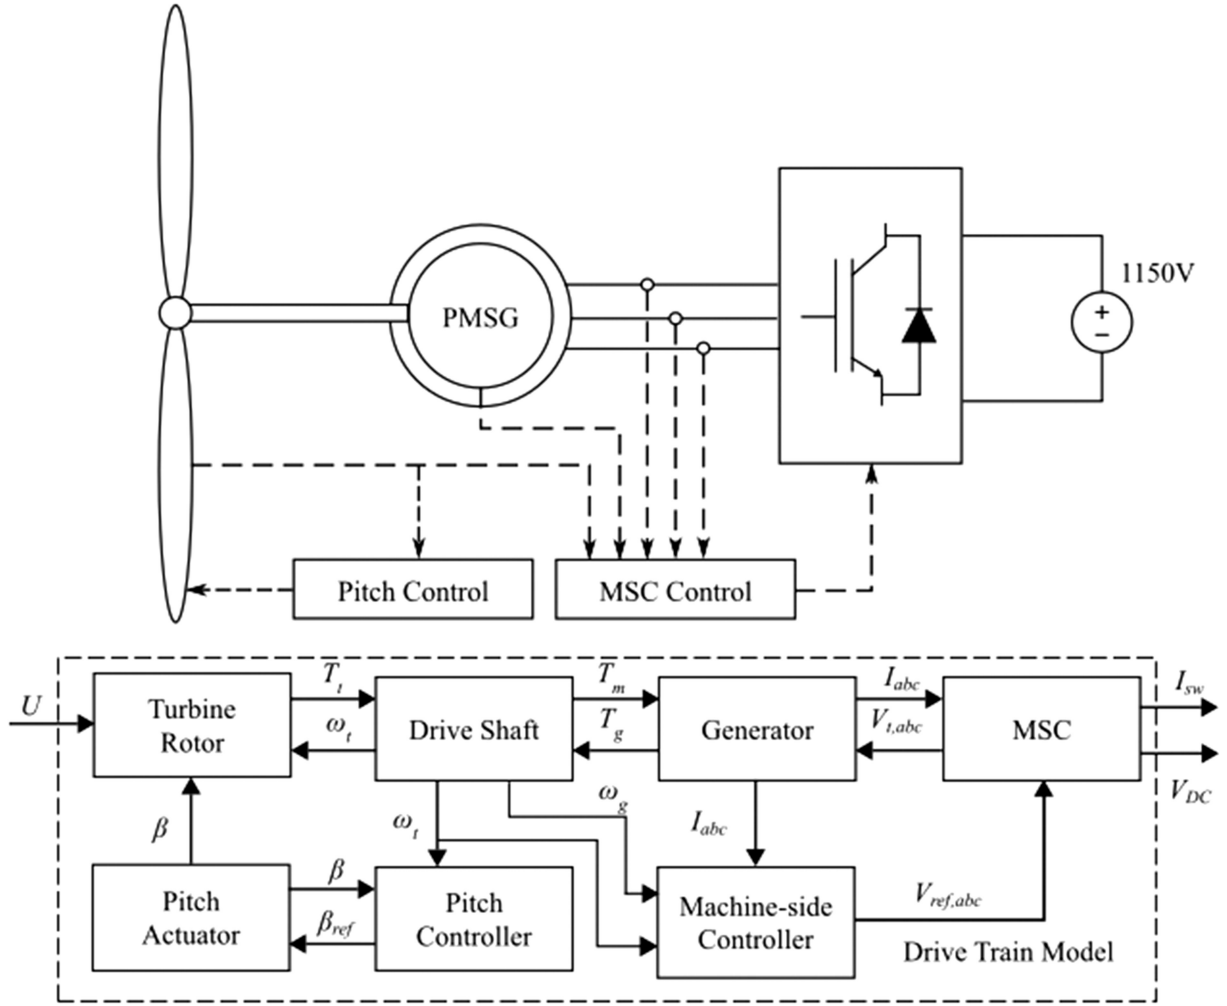 PMSG
1150V
+
−
Pitch Control
MSC Control
U
Turbine
Rotor
T_t
ω_t
Drive Shaft
T_m
T_g
Generator
I_abc
V_t,abc
MSC
I_sw
V_DC
β
ω_t
ω_g
I_abc
Pitch
Actuator
β
β_ref
Pitch
Controller
Machine-side
Controller
V_ref,abc
Drive Train Model